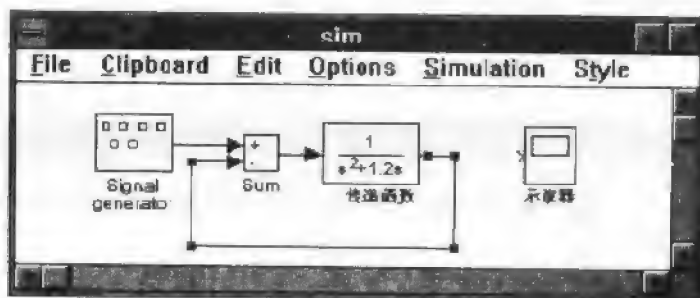 sim
File Clipboard Edit Options Simulation Style
+
-
1
s²+1.2s
Signal
generator
Sum
传递函数
示波器